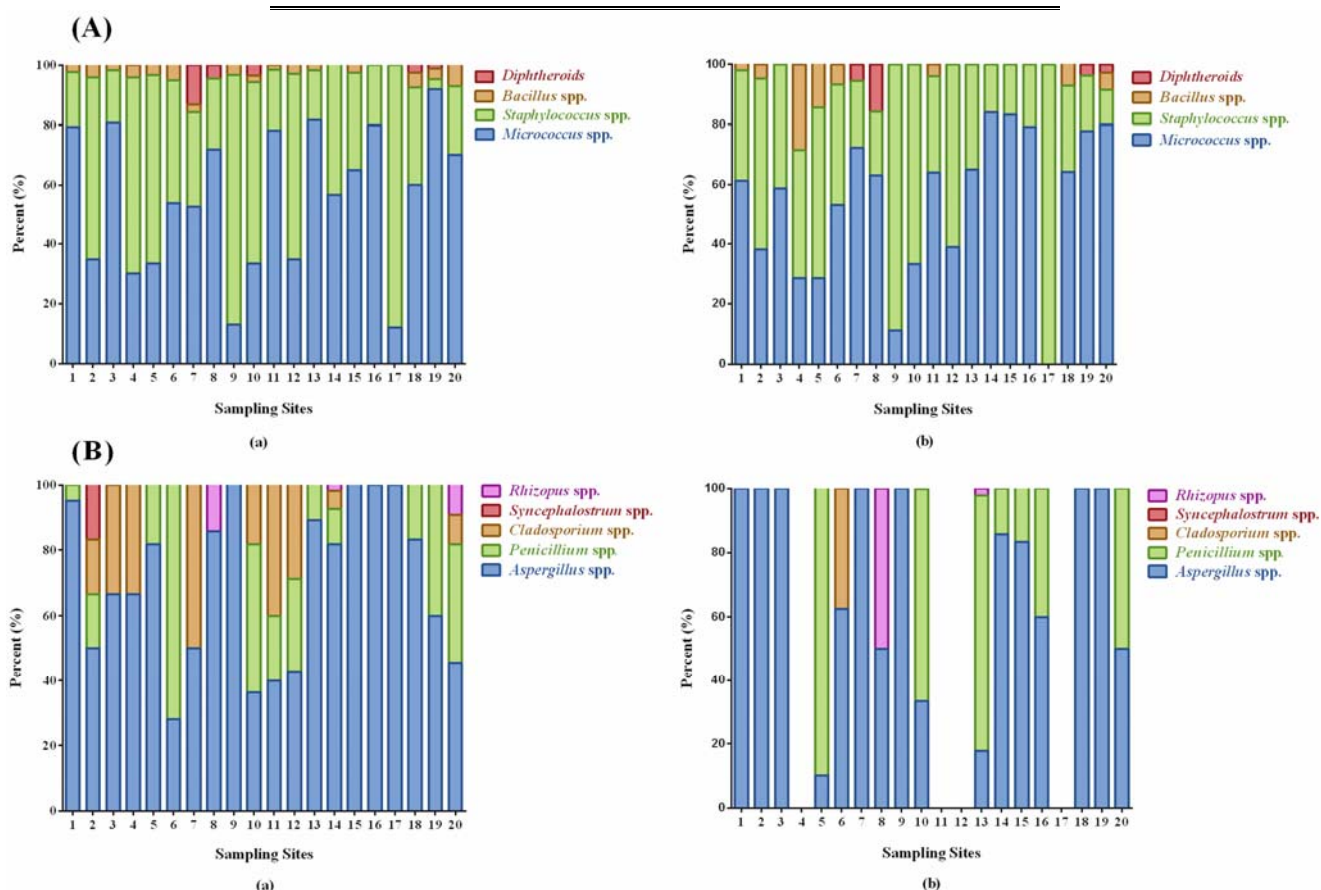 (A)
100
80
60
40
20
0
Percent (%)
1 2 3 4 5 6 7 8 9 10 11 12 13 14 15 16 17 18 19 20
Sampling Sites
(a)
Diphtheroids
Bacillus spp.
Staphylococcus spp.
Micrococcus spp.
100
80
60
40
20
0
Percent (%)
1 2 3 4 5 6 7 8 9 10 11 12 13 14 15 16 17 18 19 20
Sampling Sites
(b)
Diphtheroids
Bacillus spp.
Staphylococcus spp.
Micrococcus spp.
(B)
100
80
60
40
20
0
Percent (%)
1 2 3 4 5 6 7 8 9 10 11 12 13 14 15 16 17 18 19 20
Sampling Sites
(a)
Rhizopus spp.
Syncephalostrum spp.
Cladosporium spp.
Penicillium spp.
Aspergillus spp.
100
80
60
40
20
0
Percent (%)
1 2 3 4 5 6 7 8 9 10 11 12 13 14 15 16 17 18 19 20
Sampling Sites
(b)
Rhizopus spp.
Syncephalostrum spp.
Cladosporium spp.
Penicillium spp.
Aspergillus spp.